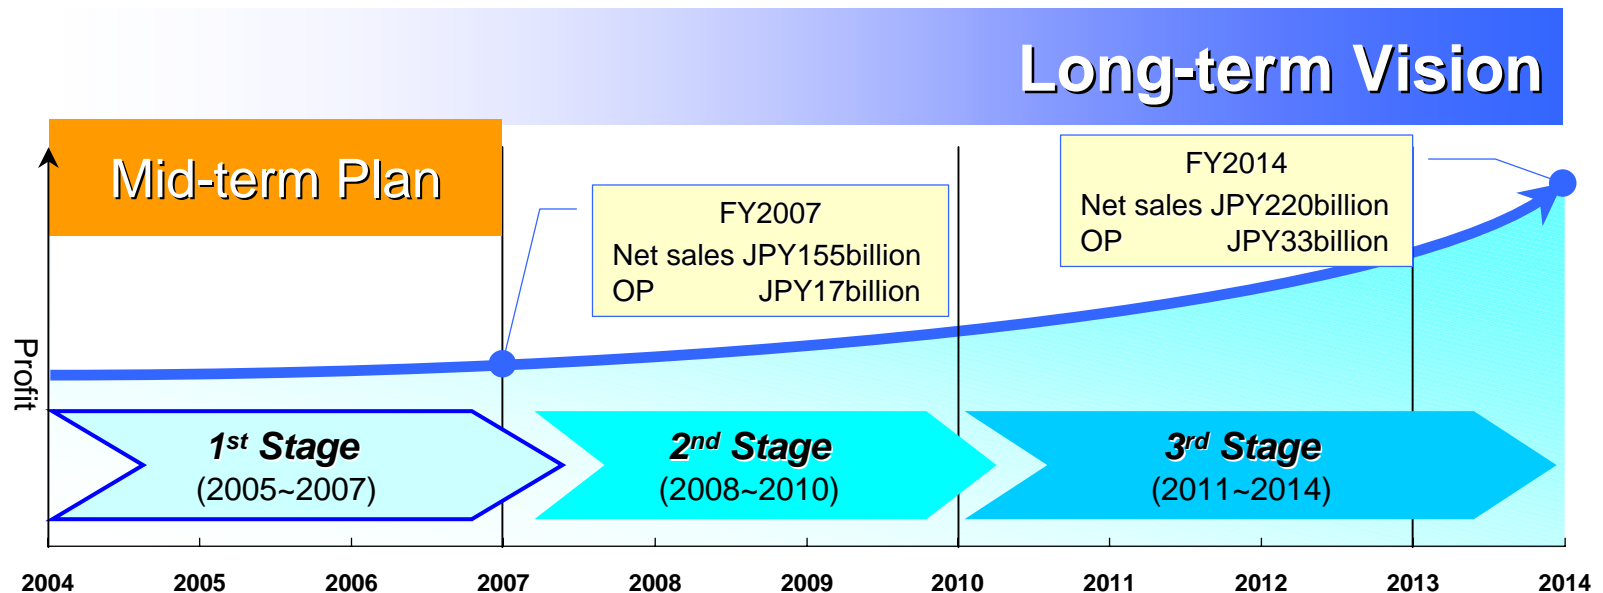 Long-term Vision
Mid-term Plan
FY2014
Net sales JPY220billion
OP JPY33billion
FY2007
Net sales JPY155billion
OP JPY17billion
Profit
1st Stage
(2005~2007)
2nd Stage
(2008~2010)
3rd Stage
(2011~2014)
2004 2005 2006 2007 2008 2009 2010 2011 2012 2013 2014